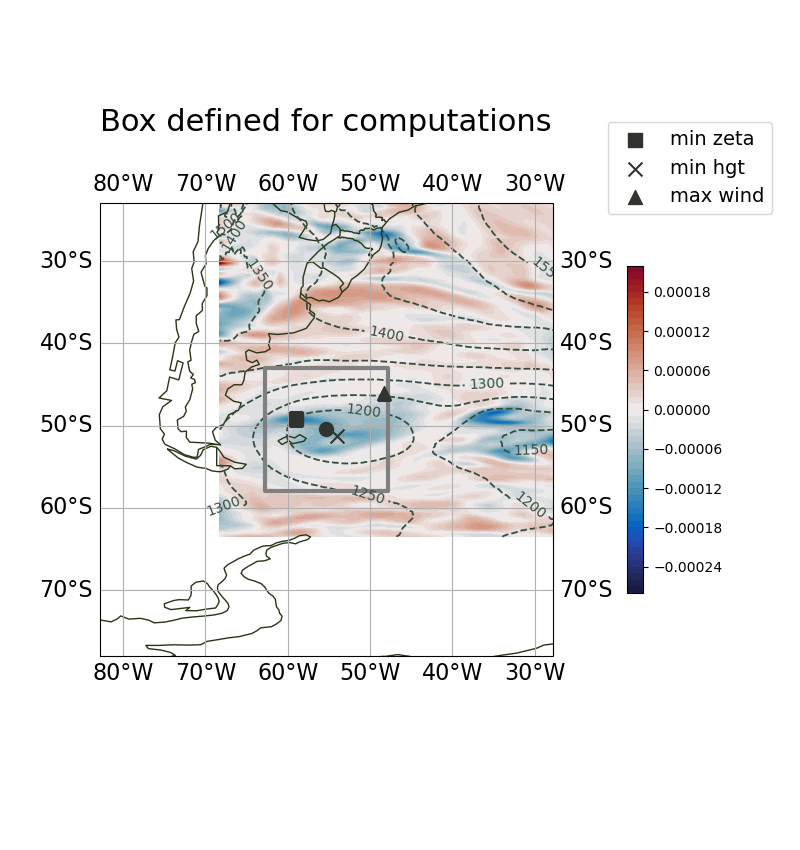 Box defined for computations
min zeta
min hgt
max wind
80°W 70°W 60°W 50°W 40°W 30°W
30°S 30°S
40°S 40°S
50°S 50°S
60°S 60°S
70°S 70°S
80°W 70°W 60°W 50°W 40°W 30°W
1500
1400
1350
1400
1300
1200
1150
1250
1200
1300
0.00018
0.00012
0.00006
0.00000
−0.00006
−0.00012
−0.00018
−0.00024